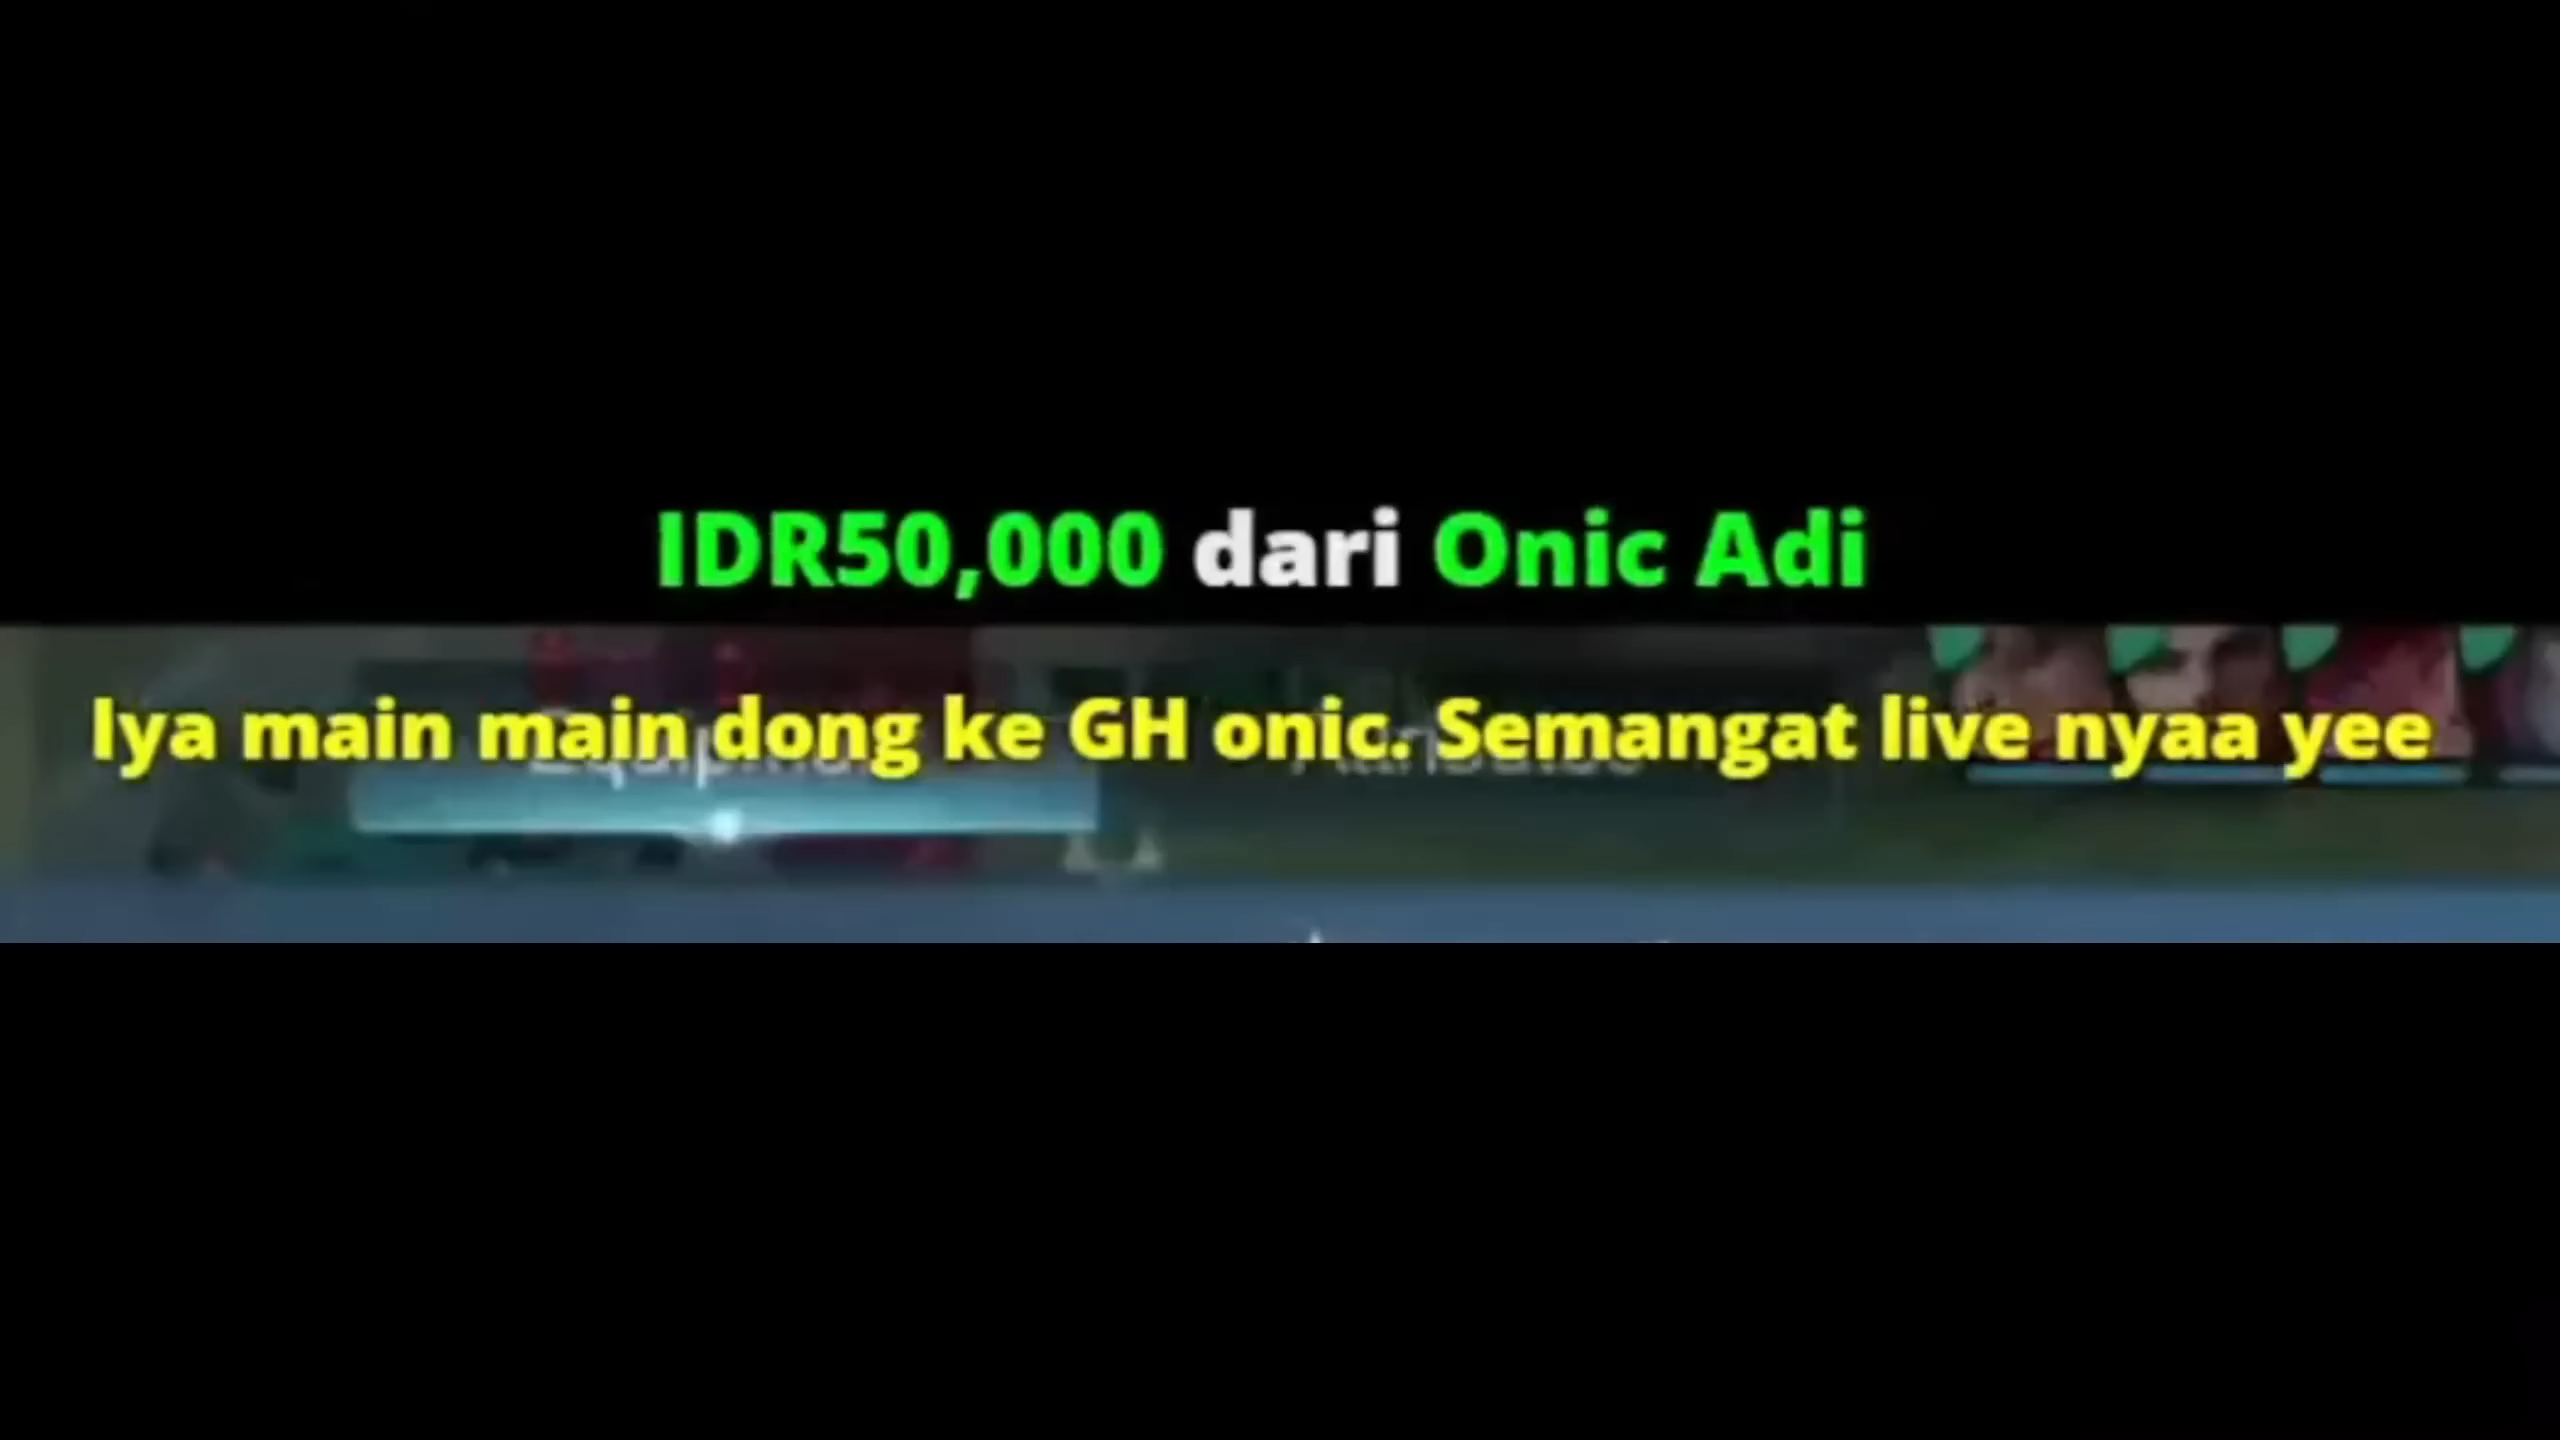 IDR50,000 dari Onic Adi
Iya main main dong ke GH onic. Semangat live nyaa yee